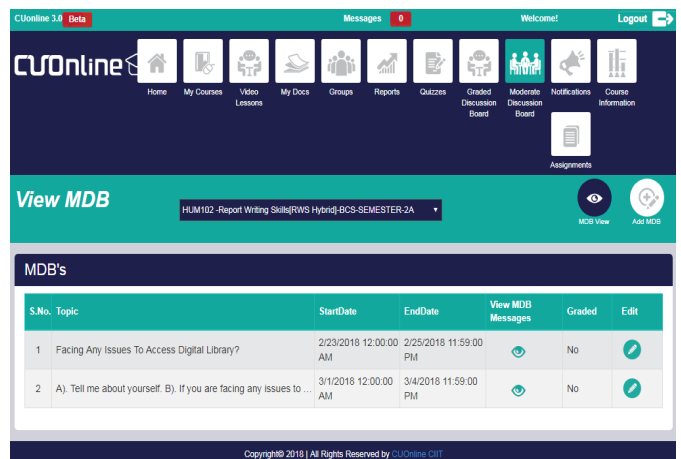 CUonline 3.0 Beta Messages 0 Welcome! Logout
CUOnline
Home My Courses Video Lessons My Docs Groups Reports Quizzes Graded Discussion Board Moderate Discussion Board Notifications Course Information
Assignments
View MDB
HUM102 -Report Writing Skills[RWS Hybrid]-BCS-SEMESTER-2A
MDB View Add MDB
MDB's
S.No. Topic StartDate EndDate View MDB Messages Graded Edit
1 Facing Any Issues To Access Digital Library? 2/23/2018 12:00:00 AM 2/25/2018 11:59:00 PM No
2 A). Tell me about yourself. B). If you are facing any issues to ... 3/1/2018 12:00:00 AM 3/4/2018 11:59:00 PM No
Copyright© 2018 | All Rights Reserved by CUOnline CIIT